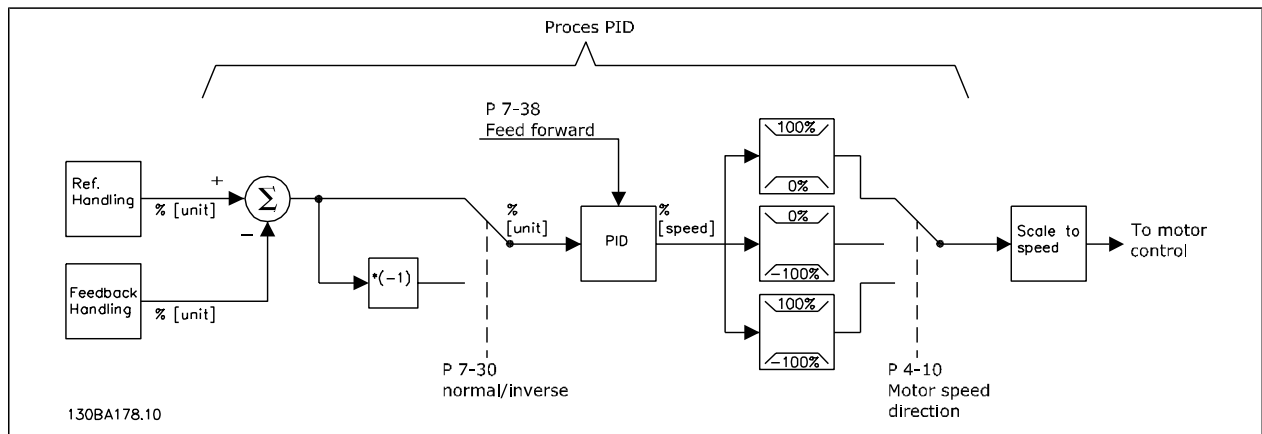 Proces PID
P 7-38
Feed forward
Ref.
Handling
+
% [unit]
Σ
−
Feedback
Handling
% [unit]
*(-1)
%
[unit]
PID
%
[speed]
100%
0%
0%
-100%
100%
-100%
Scale to
speed
To motor
control
P 7-30
normal/inverse
P 4-10
Motor speed
direction
130BA178.10